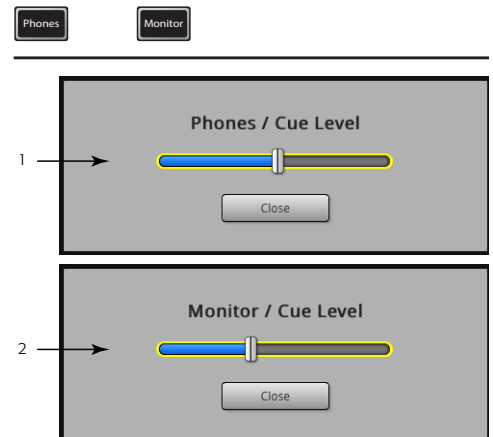 Phones Monitor
Phones / Cue Level
1
Close
Monitor / Cue Level
2
Close